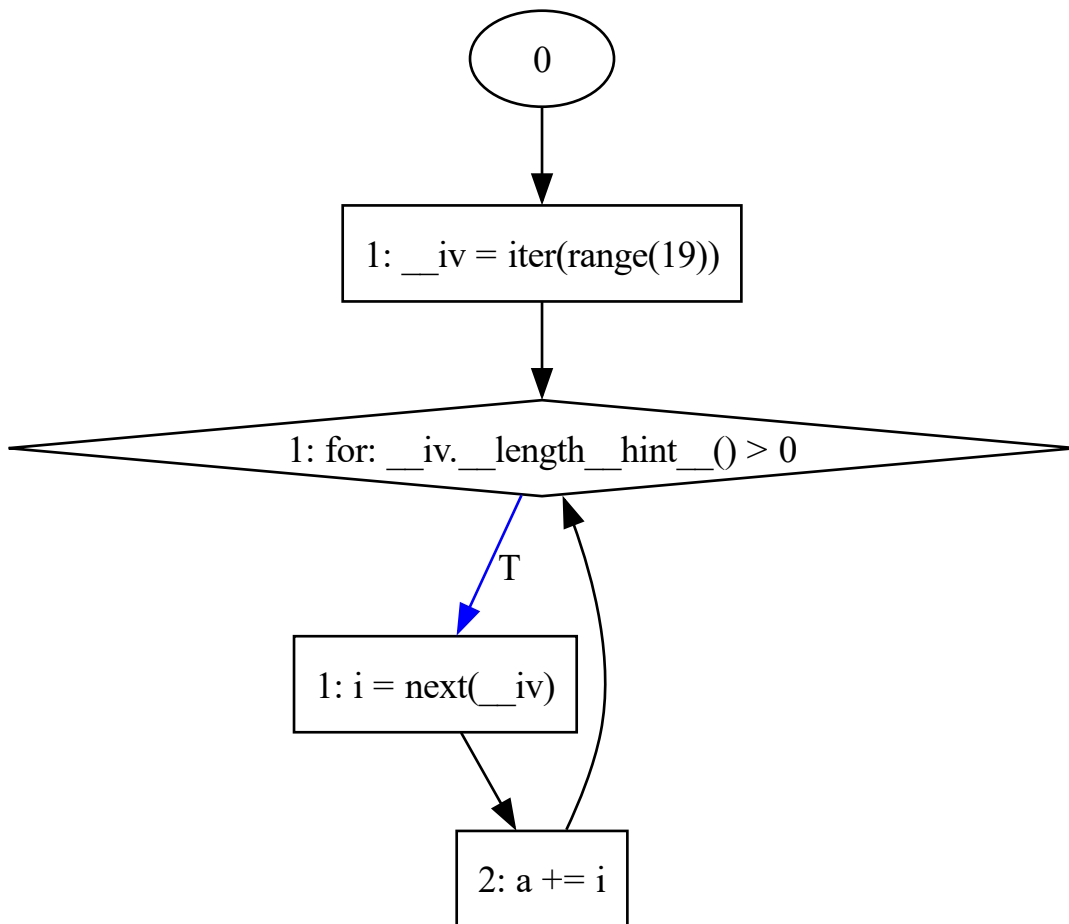 0
1: __iv = iter(range(19))
1: for: __iv.__length__hint__() > 0
T
1: i = next(__iv)
2: a += i